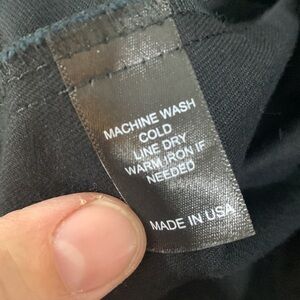 MACHINE WASH
COLD
LINE DRY
WARM IRON IF
NEEDED
MADE IN USA